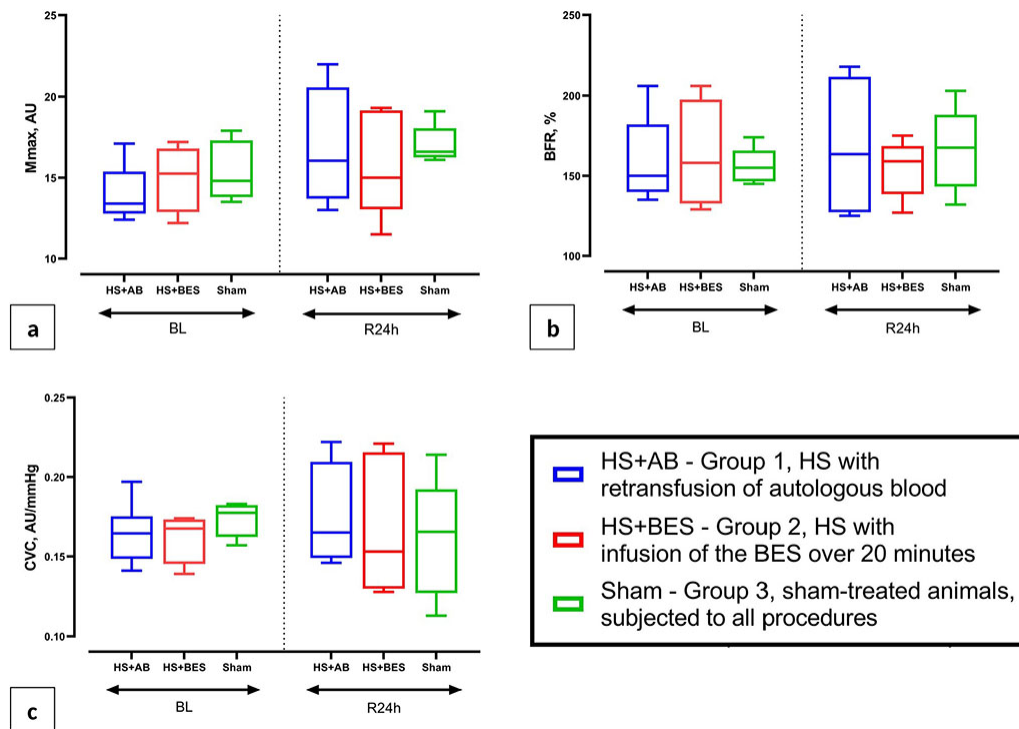 Mmax, AU
25
20
15
10
HS+AB HS+BES Sham HS+AB HS+BES Sham
BL R24h
a
BFR, %
250
200
150
100
HS+AB HS+BES Sham HS+AB HS+BES Sham
BL R24h
b
CVC, AU/mmHg
0.25
0.20
0.15
0.10
HS+AB HS+BES Sham HS+AB HS+BES Sham
BL R24h
c
HS+AB - Group 1, HS with
retransfusion of autologous blood
HS+BES - Group 2, HS with
infusion of the BES over 20 minutes
Sham - Group 3, sham-treated animals,
subjected to all procedures